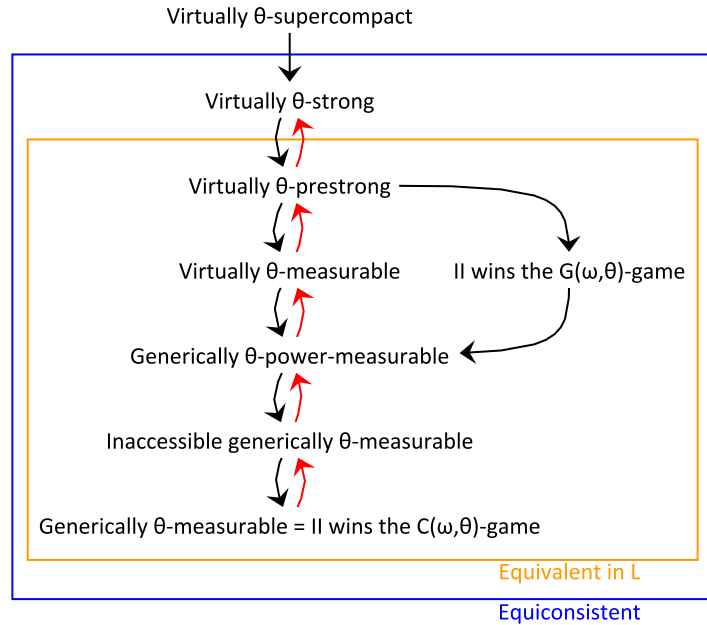 Virtually θ-supercompact
Virtually θ-strong
Virtually θ-prestrong
Virtually θ-measurable
II wins the G(ω,θ)-game
Generically θ-power-measurable
Inaccessible generically θ-measurable
Generically θ-measurable = II wins the C(ω,θ)-game
Equivalent in L
Equiconsistent